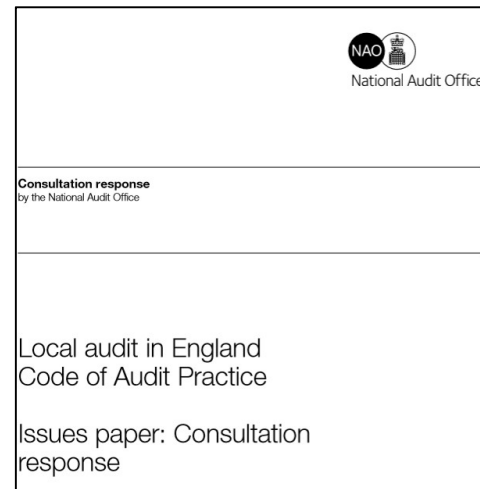 NAO
National Audit Office
Consultation response
by the National Audit Office
Local audit in England
Code of Audit Practice
Issues paper: Consultation
response